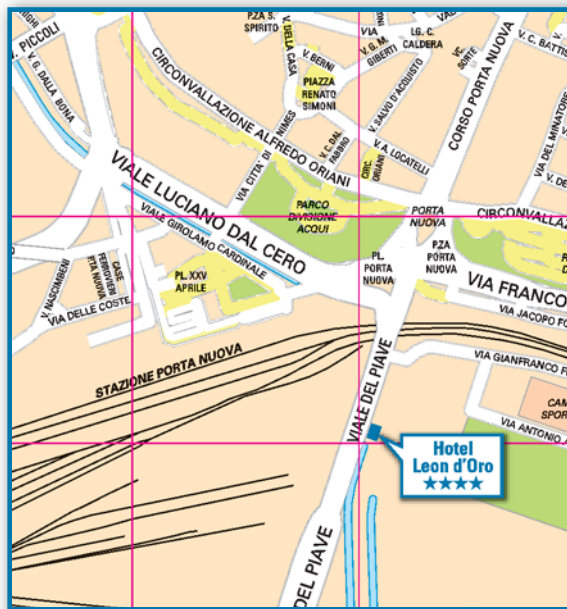 V. PICCOLI
V. G. DALLA BONA
P.ZA S.
SPIRITO
V. DELLA CASA
V. BERNI
PIAZZA
RENATO
SIMONI
VIA
V. G. M.
GIBERTI
LG. C.
CALDERA
V. SALVO D'ACQUISTO
VC.
SORTE
CORSO PORTA NUOVA
V. C. BATTIS
VIA DEL MINATORE
CIRCONVALLAZIONE ALFREDO ORIANI
VIA CITTA' DI NIMES
V. C. DAL
FABBRO
V. A. LOCATELLI
CIRC.
ORIANI
V. DE
VIALE LUCIANO DAL CERO
VIALE GIROLAMO CARDINALE
PARCO
DIVISIONE
ACQUI
PORTA
NUOVA
CIRCONVALLAZ
CASE
FERROVIERI
P.TA NUOVA
V. NASCIMBENI
VIA DELLE COSTE
PL. XXV
APRILE
PL.
PORTA
NUOVA
P.ZA
PORTA
NUOVA
VIA FRANCO
VIA JACOPO FO
STAZIONE PORTA NUOVA
VIALE DEL PIAVE
VIA GIANFRANCO F
CAM
SPOR
VIA ANTONIO
Hotel
Leon d'Oro
★★★★
DEL PIAVE